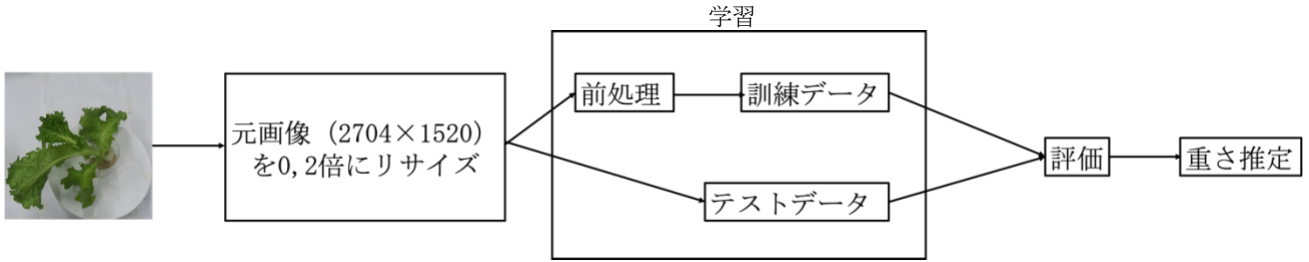 学習
元画像（2704×1520）
を0,2倍にリサイズ
前処理
訓練データ
テストデータ
評価
重さ推定